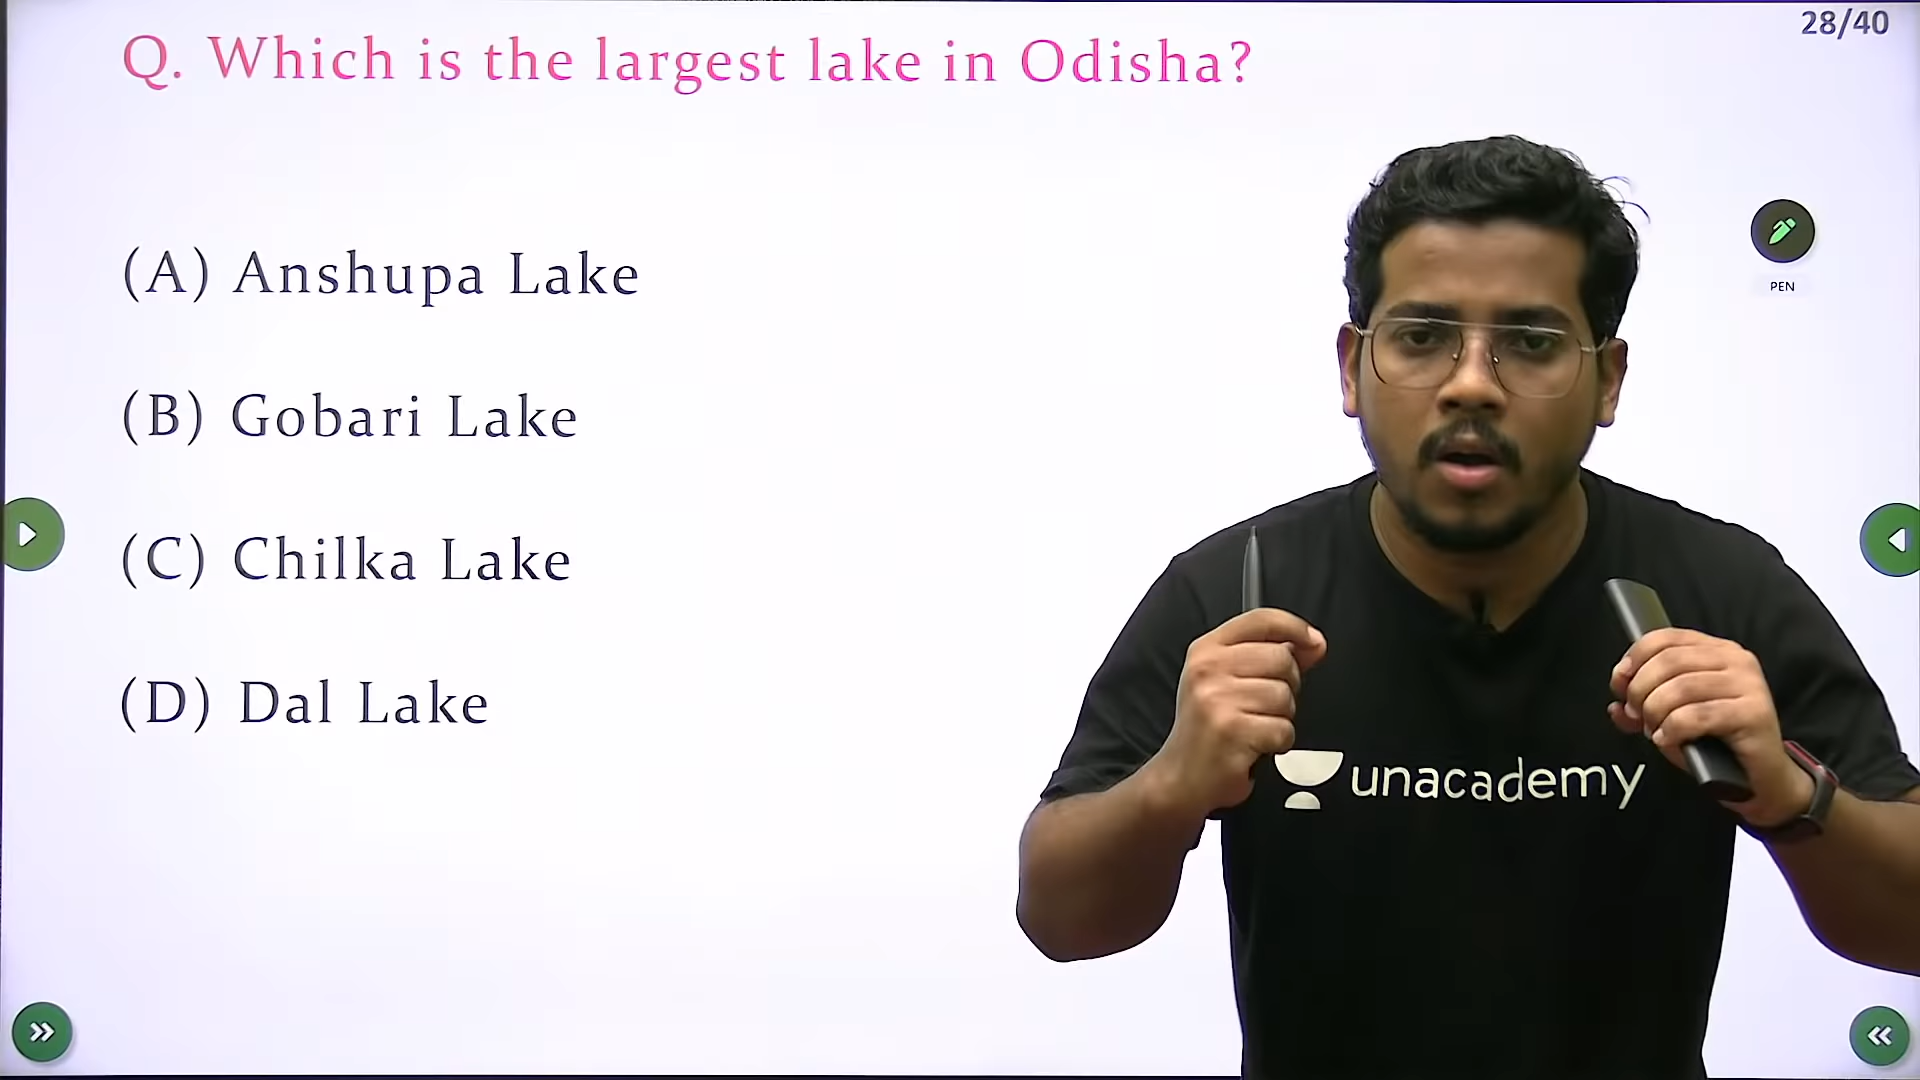 28/40
Q. Which is the largest lake in Odisha?
(A) Anshupa Lake
(B) Gobari Lake
(C) Chilka Lake
(D) Dal Lake
PEN
unacademy